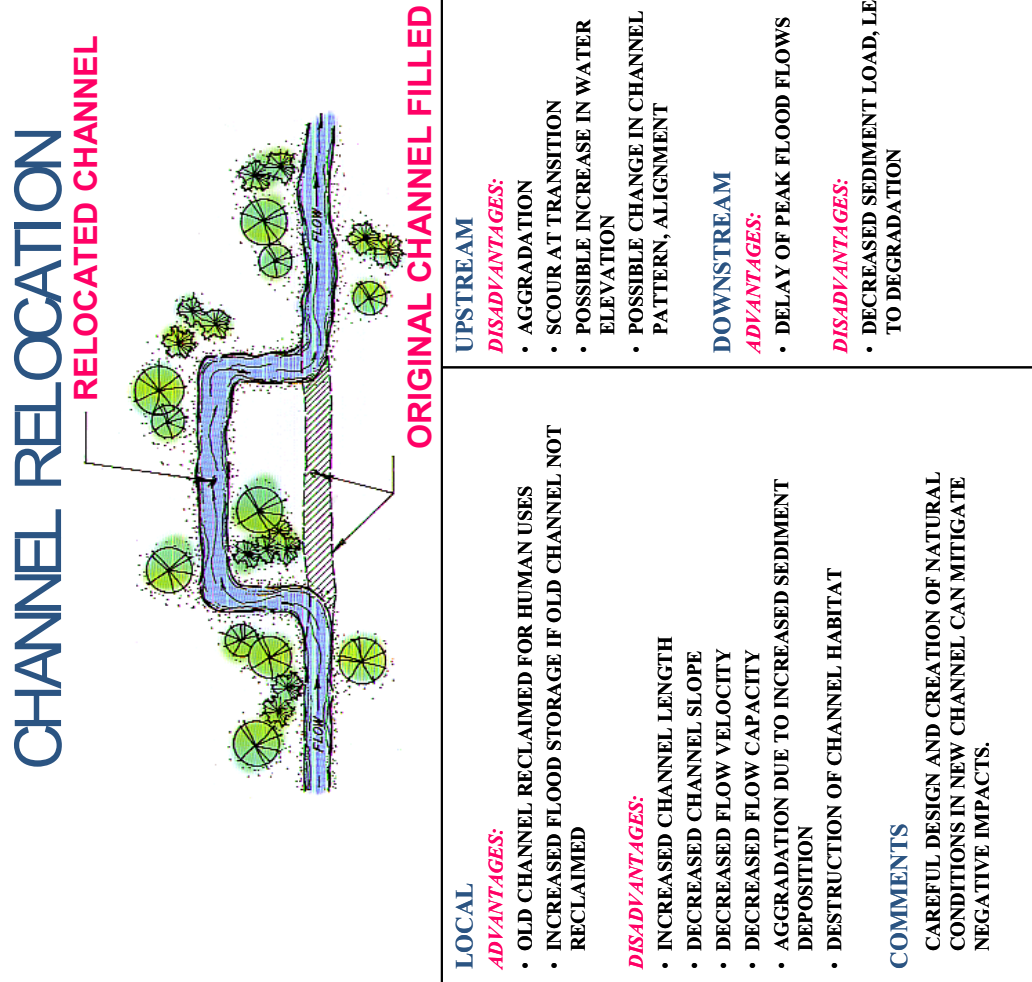 CHANNEL RELOCATION
RELOCATED CHANNEL
FLOW
FLOW
ORIGINAL CHANNEL FILLED
LOCAL
ADVANTAGES:
• OLD CHANNEL RECLAIMED FOR HUMAN USES
• INCREASED FLOOD STORAGE IF OLD CHANNEL NOT
RECLAIMED
DISADVANTAGES:
• INCREASED CHANNEL LENGTH
• DECREASED CHANNEL SLOPE
• DECREASED FLOW VELOCITY
• DECREASED FLOW CAPACITY
• AGGRADATION DUE TO INCREASED SEDIMENT
DEPOSITION
• DESTRUCTION OF CHANNEL HABITAT
COMMENTS
CAREFUL DESIGN AND CREATION OF NATURAL
CONDITIONS IN NEW CHANNEL CAN MITIGATE
NEGATIVE IMPACTS.
UPSTREAM
DISADVANTAGES:
• AGGRADATION
• SCOUR AT TRANSITION
• POSSIBLE INCREASE IN WATER
ELEVATION
• POSSIBLE CHANGE IN CHANNEL
PATTERN, ALIGNMENT
DOWNSTREAM
ADVANTAGES:
• DELAY OF PEAK FLOOD FLOWS
DISADVANTAGES:
• DECREASED SEDIMENT LOAD,
TO DEGRADATION